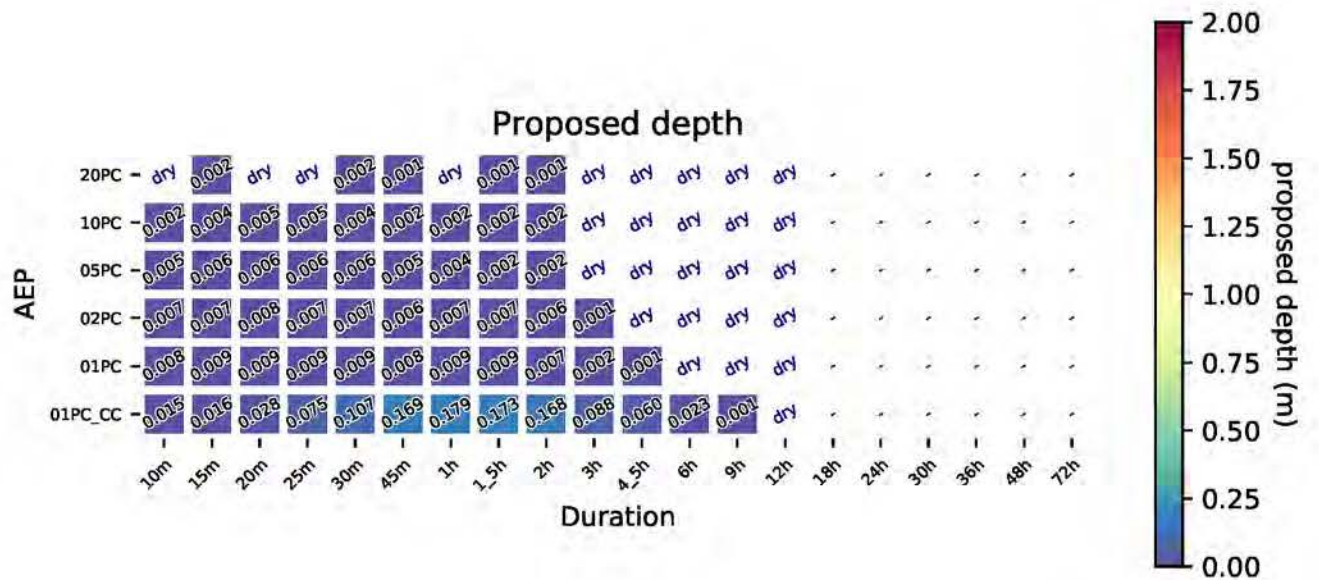 Proposed depth
20PC dry 0.002 dry dry 0.002 0.001 dry 0.001 0.001 dry dry dry dry dry - - - - - -
10PC 0.002 0.004 0.005 0.005 0.004 0.002 0.002 0.002 0.002 dry dry dry dry dry - - - - - -
05PC 0.005 0.006 0.006 0.006 0.006 0.005 0.004 0.002 0.002 dry dry dry dry dry - - - - - -
02PC 0.007 0.007 0.008 0.007 0.007 0.006 0.007 0.007 0.006 0.001 dry dry dry dry - - - - - -
01PC 0.008 0.009 0.009 0.009 0.009 0.008 0.009 0.009 0.007 0.002 0.001 dry dry dry - - - - - -
01PC_CC 0.015 0.016 0.028 0.075 0.107 0.169 0.179 0.173 0.168 0.088 0.060 0.023 0.001 dry - - - - - -
AEP
10m 15m 20m 25m 30m 45m 1h 1_5h 2h 3h 4_5h 6h 9h 12h 18h 24h 30h 36h 48h 72h
Duration
2.00
1.75
1.50
1.25
1.00
0.75
0.50
0.25
0.00
proposed depth (m)